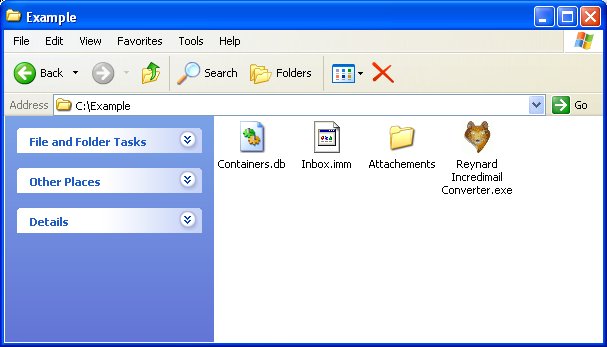 Example
File Edit View Favorites Tools Help
Back Search Folders
Address C:\Example Go
File and Folder Tasks
Other Places
Details
Containers.db Inbox.imm Attachements Reynard
Incredimail
Converter.exe